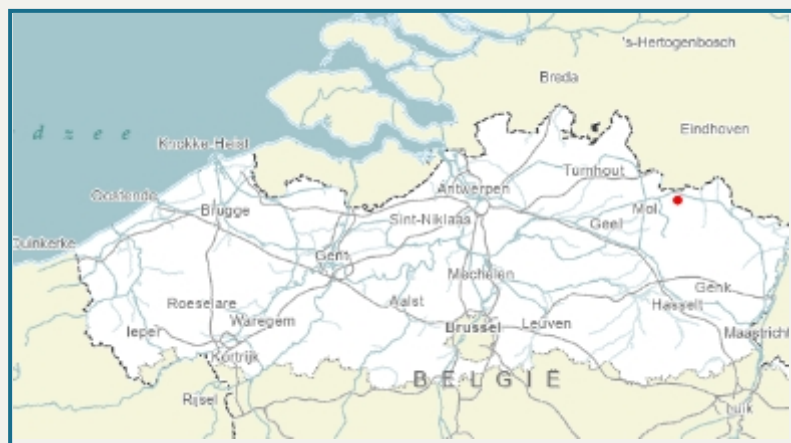 's-Hertogenbosch
Breda
Eindhoven
dzee
Knokke-Heist
Turnhout
Antwerpen
Oostende
Brugge
Sint-Niklaas
Mol
Geel
Duinkerke
Gent
Mechelen
Genk
Roeselare
Aalst
Hasselt
Ieper
Waregem
Brussel
Leuven
Maastricht
Kortrijk
BELGIË
Rijsel
Luik